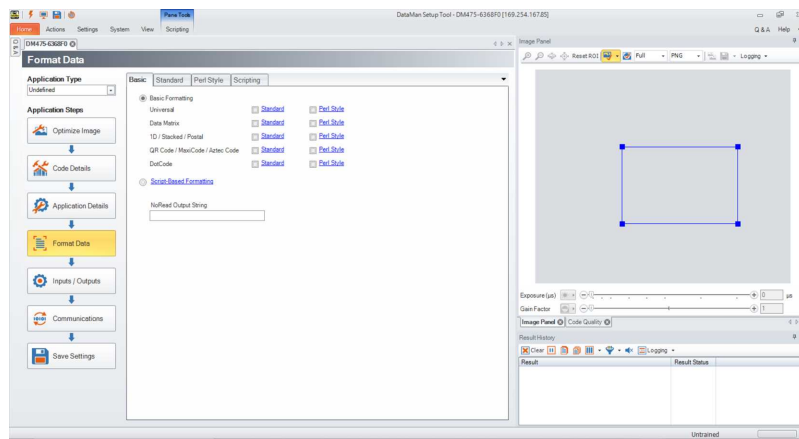 Pane Tools
DataMan Setup Tool - DM475-6368F0 [169.254.167.85]
Home Actions Settings System View Scripting
Q & A Help
Q & A
DM475-6368F0
Format Data
Application Type
Undefined
Application Steps
Optimize Image
Code Details
Application Details
Format Data
Inputs / Outputs
Communications
Save Settings
Basic Standard Perl Style Scripting
Basic Formatting
Universal Standard Perl Style
Data Matrix Standard Perl Style
1D / Stacked / Postal Standard Perl Style
QR Code / MaxiCode / Aztec Code Standard Perl Style
DotCode Standard Perl Style
Script-Based Formatting
NoRead Output String
Image Panel
Reset ROI Full PNG Logging
Exposure (µs) 0 µs
Gain Factor 1
Image Panel Code Quality
Result History
Clear Logging
Result Result Status
Untrained